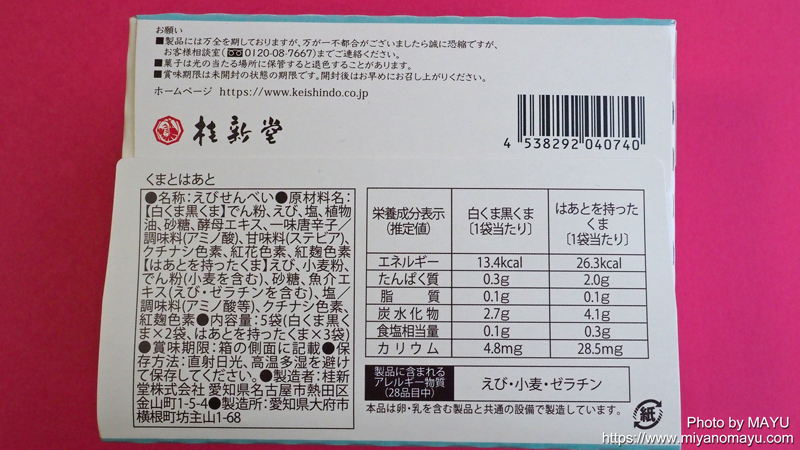 お願い
■製品には万全を期しておりますが、万が一不都合がございましたら誠に恐縮ですが、
お客様相談室(0120-08-7667)までご連絡ください。
■菓子は光の当たる場所に保管すると退色することがあります。
■賞味期限は未開封の状態の期限です。開封後はお早めにお召し上がりください。
ホームページ https://www.keishindo.co.jp
桂新堂
4 538292 040740
くまとはあと
●名称:えびせんべい●原材料名:
【白くま黒くま】でん粉、えび、塩、植物
油、砂糖、酵母エキス、一味唐辛子/
調味料(アミノ酸)、甘味料(ステビア)、
クチナシ色素、紅花色素、紅麹色素
【はあとを持ったくま】えび、小麦粉、
でん粉(小麦を含む)、砂糖、魚介エ
キス(えび・ゼラチンを含む)、塩/
調味料(アミノ酸等)、クチナシ色素、
紅麹色素●内容量:5袋(白くま黒く
ま×2袋、はあとを持ったくま×3袋)
●賞味期限:箱の側面に記載●保
存方法:直射日光、高温多湿を避け
て保存してください。●製造者:桂新
堂株式会社 愛知県名古屋市熱田区
金山町1-5-4●製造所:愛知県大府市
横根町坊主山1-68
栄養成分表示(推定値) 白くま黒くま〔1袋当たり〕 はあとを持ったくま〔1袋当たり〕
エネルギー 13.4kcal 26.3kcal
たんぱく質 0.3g 2.0g
脂質 0.1g 0.1g
炭水化物 2.7g 4.1g
食塩相当量 0.1g 0.3g
カリウム 4.8mg 28.5mg
製品に含まれるアレルギー物質(28品目中) えび・小麦・ゼラチン
本品は卵・乳を含む製品と共通の設備で製造しています。
紙
Photo by MAYU
https://www.miyanomayu.com/